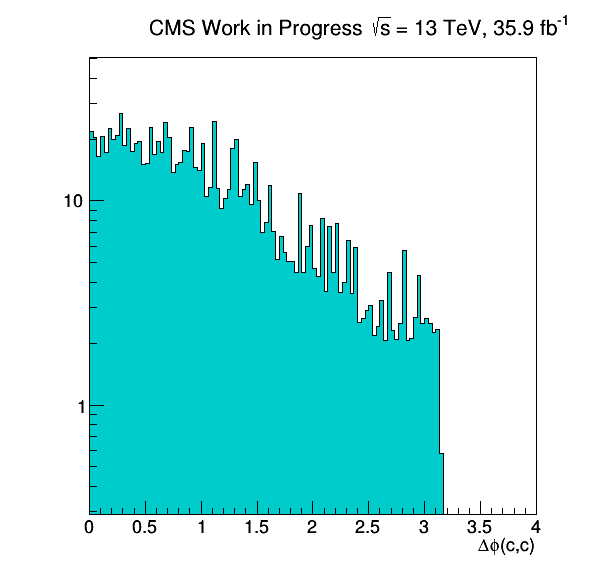 CMS Work in Progress √s = 13 TeV, 35.9 fb⁻¹
10
1
0 0.5 1 1.5 2 2.5 3 3.5 4
Δϕ(c,c)